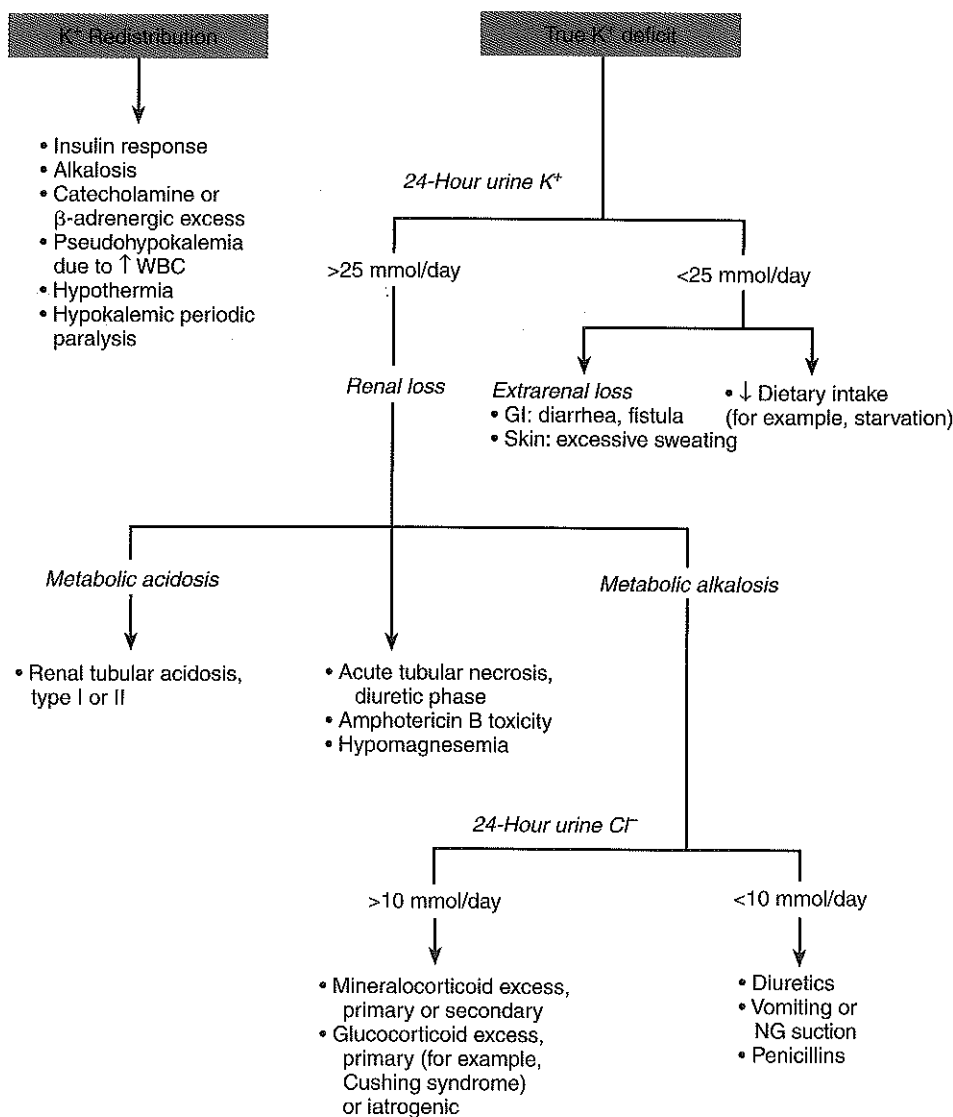 K+ Redistribution
True K+ deficit
• Insulin response
• Alkalosis
• Catecholamine or
β-adrenergic excess
• Pseudohypokalemia
due to ↑ WBC
• Hypothermia
• Hypokalemic periodic
paralysis
24-Hour urine K+
>25 mmol/day
<25 mmol/day
Renal loss
Extrarenal loss
• GI: diarrhea, fistula
• Skin: excessive sweating
• ↓ Dietary intake
(for example, starvation)
Metabolic acidosis
Metabolic alkalosis
• Renal tubular acidosis,
type I or II
• Acute tubular necrosis,
diuretic phase
• Amphotericin B toxicity
• Hypomagnesemia
24-Hour urine Cl–
>10 mmol/day
<10 mmol/day
• Mineralocorticoid excess,
primary or secondary
• Glucocorticoid excess,
primary (for example,
Cushing syndrome)
or iatrogenic
• Diuretics
• Vomiting or
NG suction
• Penicillins